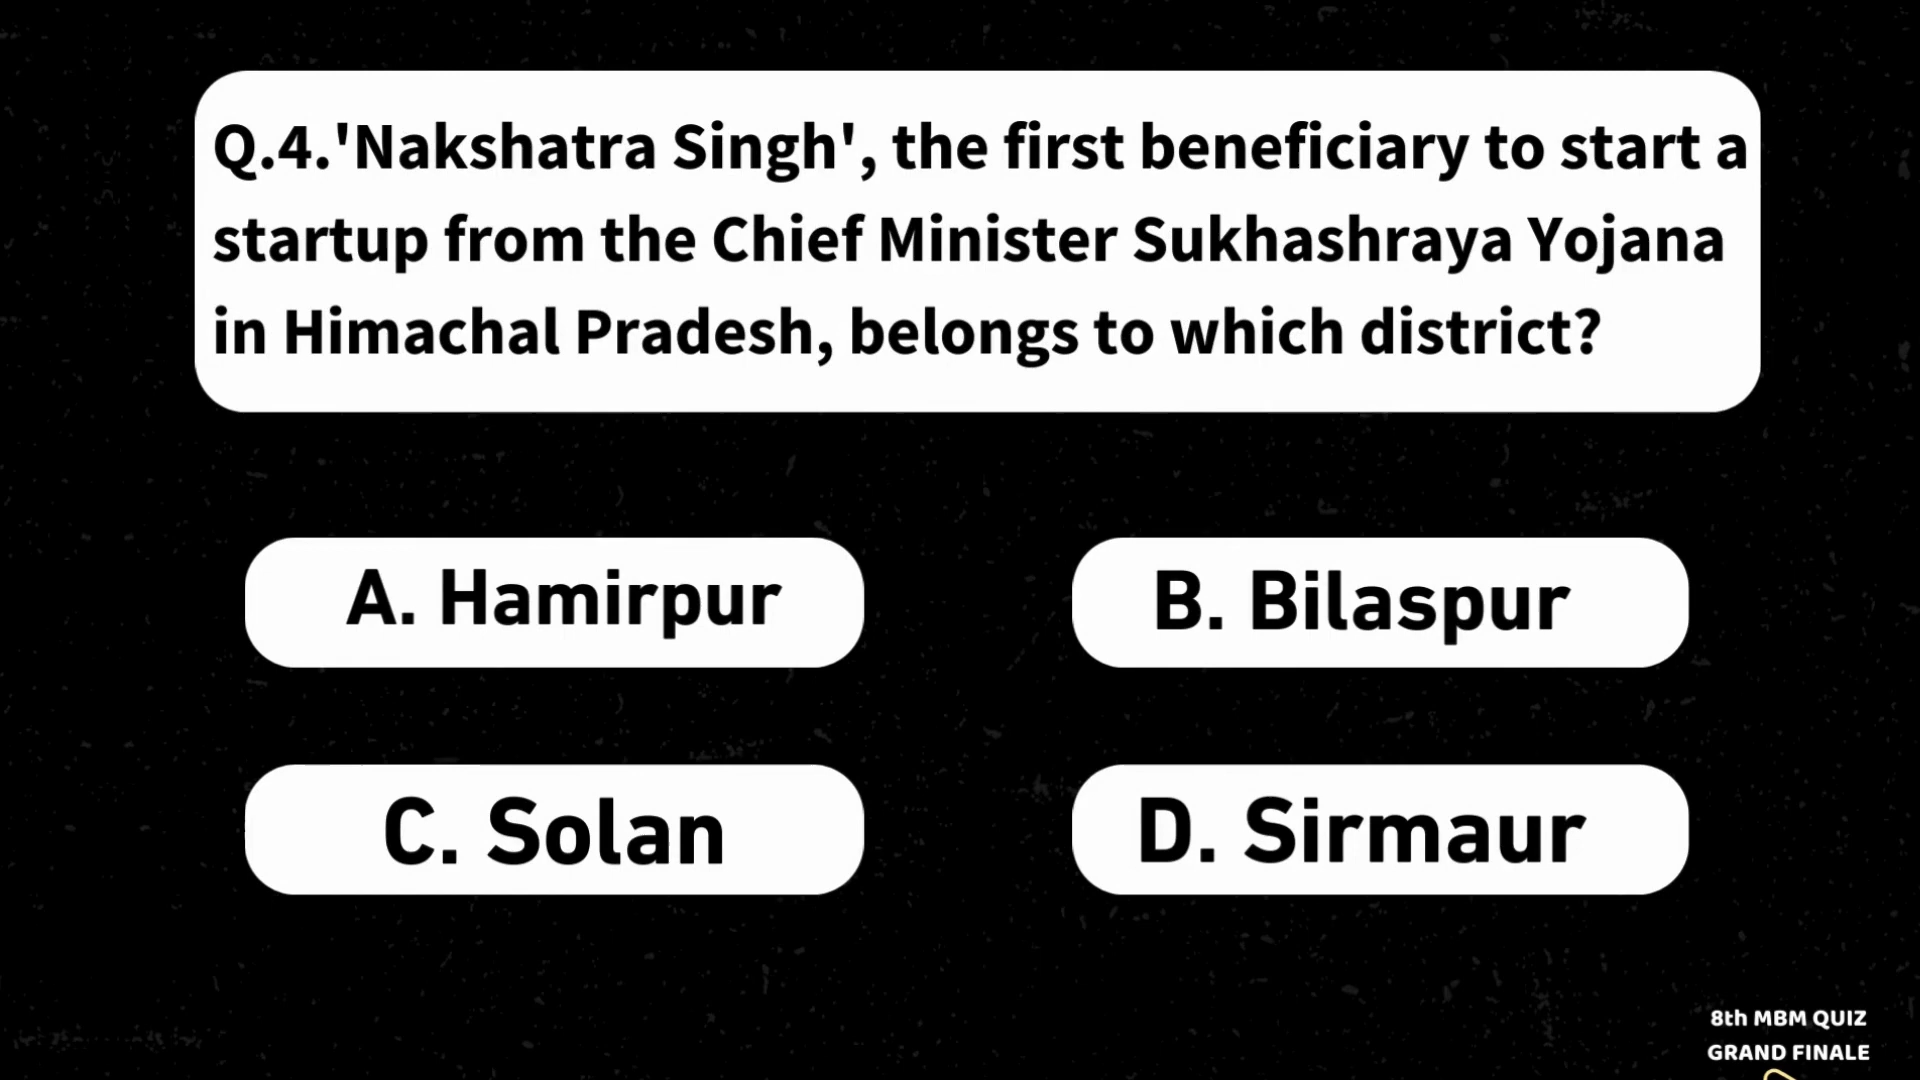 Q.4.'Nakshatra Singh', the first beneficiary to start a
startup from the Chief Minister Sukhashraya Yojana
in Himachal Pradesh, belongs to which district?
A. Hamirpur
B. Bilaspur
C. Solan
D. Sirmaur
8th MBM QUIZ
GRAND FINALE